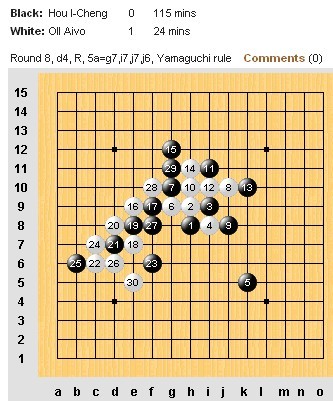 Black: Hou I-Cheng 0 115 mins
White: Oll Aivo 1 24 mins
Round 8, d4, R, 5a=g7,i7,j7,j6, Yamaguchi rule Comments (0)
15
14
13
12 15
11 29 14 11
10 28 7 10 12 8 13
9 16 17 6 2 3
8 20 19 27 1 4 9
7 24 21 18
6 25 22 26 23
5 30 5
4
3
2
1
a b c d e f g h i j k l m n o